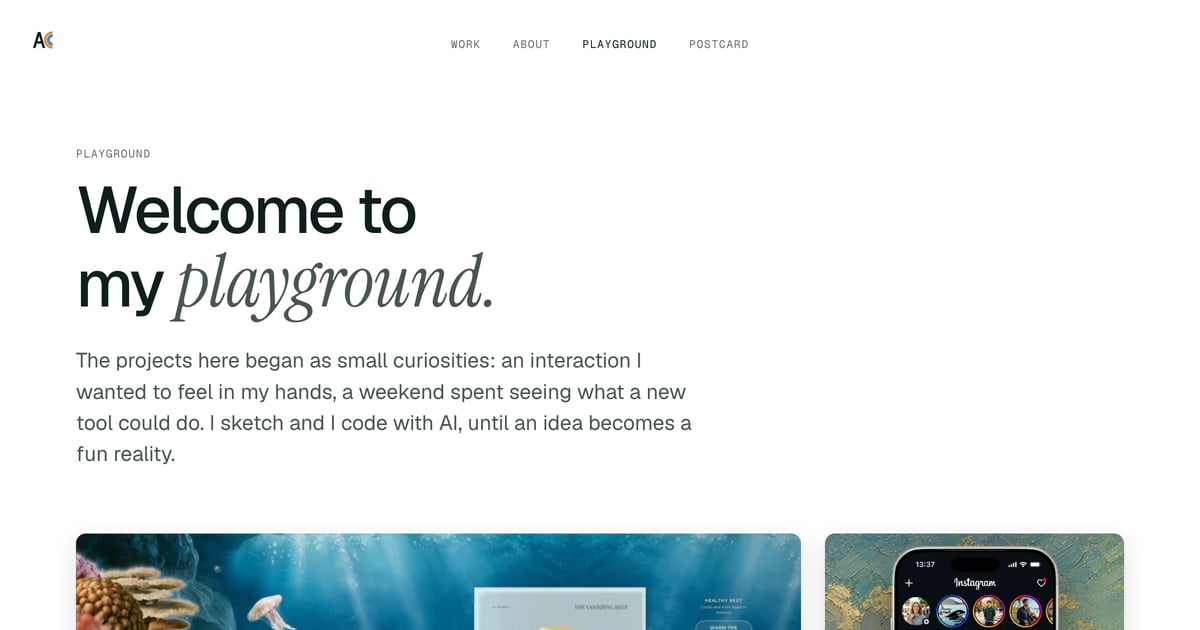 AC
WORK ABOUT PLAYGROUND POSTCARD
PLAYGROUND
Welcome to
my playground.
The projects here began as small curiosities: an interaction I
wanted to feel in my hands, a weekend spent seeing what a new
tool could do. I sketch and I code with AI, until an idea becomes a
fun reality.
THE VANISHING REEF
HEALTHY REEF
WARM THE
13:37
Instagram